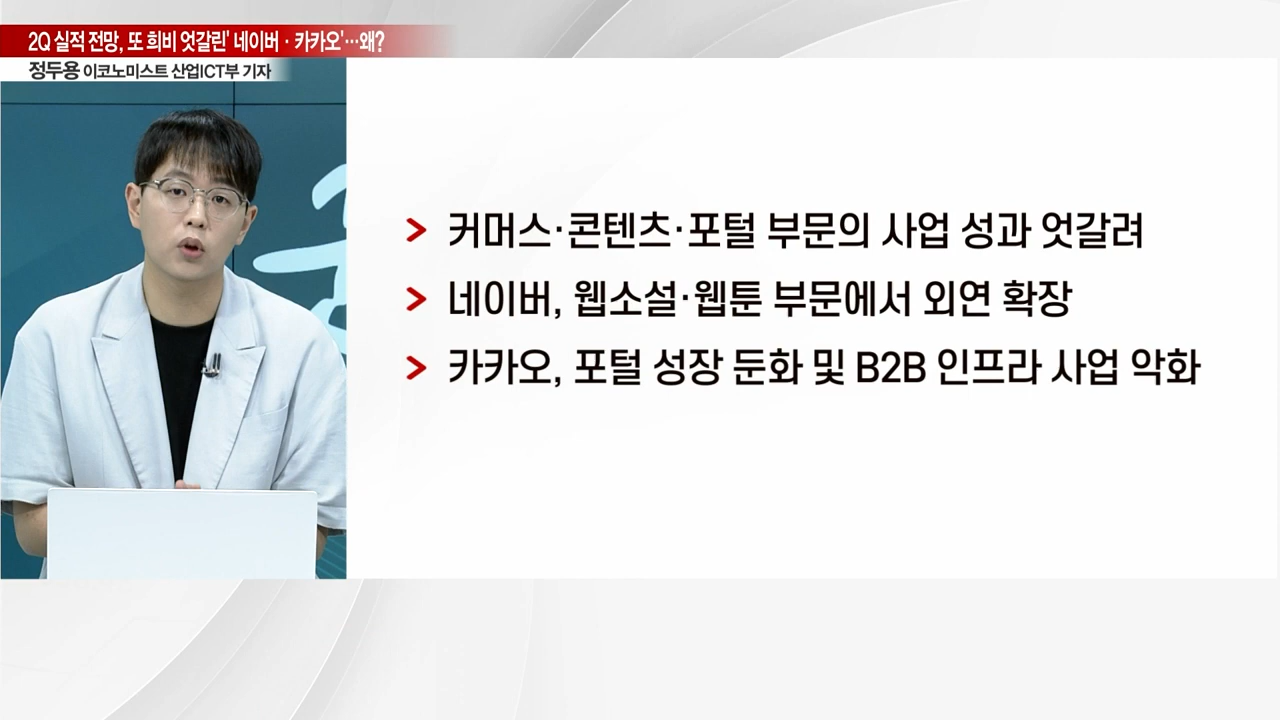 2Q 실적 전망, 또 희비 엇갈린' 네이버 · 카카오'…왜?
정두용 이코노미스트 산업ICT부 기자
> 커머스·콘텐츠·포털 부문의 사업 성과 엇갈려
> 네이버, 웹소설·웹툰 부문에서 외연 확장
> 카카오, 포털 성장 둔화 및 B2B 인프라 사업 악화